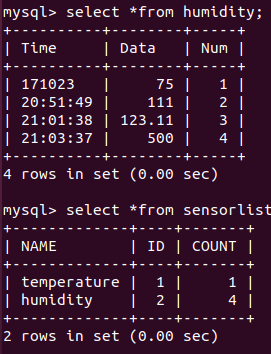 mysql> select *from humidity;
+----------+--------+-----+
| Time     | Data   | Num |
+----------+--------+-----+
| 171023   |     75 |   1 |
| 20:51:49 |    111 |   2 |
| 21:01:38 | 123.11 |   3 |
| 21:03:37 |    500 |   4 |
+----------+--------+-----+
4 rows in set (0.00 sec)
mysql> select *from sensorlist
+-------------+----+-------+
| NAME        | ID | COUNT |
+-------------+----+-------+
| temperature |  1 |     1 |
| humidity    |  2 |     4 |
+-------------+----+-------+
2 rows in set (0.00 sec)